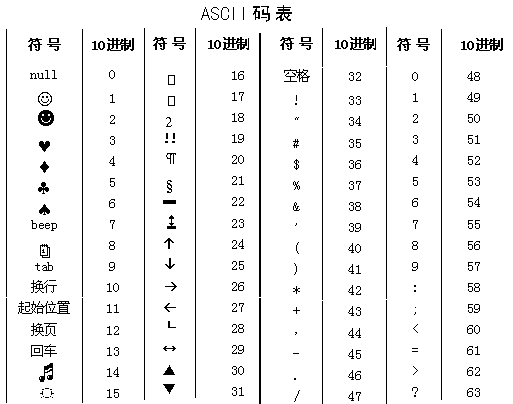 ASCII码表
符号 10进制 符号 10进制 符号 10进制 符号 10进制
null 0 16 空格 32 0 48
☺ 1 17 ! 33 1 49
☻ 2 2 18 " 34 2 50
♥ 3 !! 19 # 35 3 51
♦ 4 ¶ 20 $ 36 4 52
♣ 5 § 21 % 37 5 53
♠ 6 ▬ 22 & 38 6 54
beep 7 ↨ 23 ' 39 7 55
8 ↑ 24 ( 40 8 56
tab 9 ↓ 25 ) 41 9 57
换行 10 → 26 * 42 : 58
起始位置 11 ← 27 + 43 ; 59
换页 12 └ 28 , 44 < 60
回车 13 ↔ 29 - 45 = 61
♫ 14 ▲ 30 . 46 > 62
☼ 15 ▼ 31 / 47 ? 63